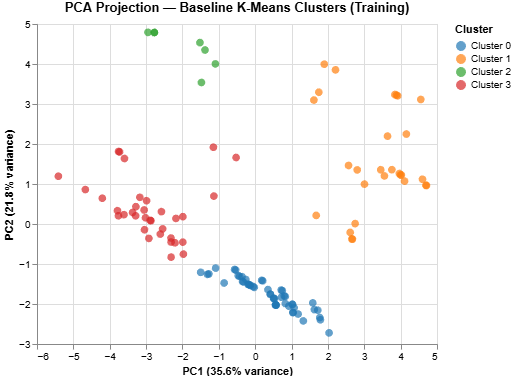 PCA Projection — Baseline K-Means Clusters (Training)
Cluster
Cluster 0
Cluster 1
Cluster 2
Cluster 3
PC2 (21.8% variance)
5
4
3
2
1
0
−1
−2
−3
−6 −5 −4 −3 −2 −1 0 1 2 3 4 5
PC1 (35.6% variance)